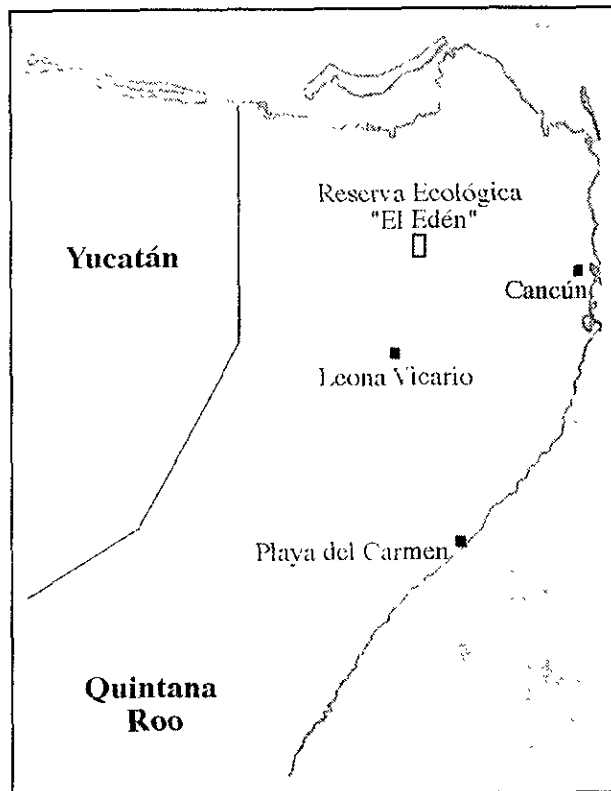 Reserva Ecológica
"El Edén"
Yucatán
Cancún
Leona Vicario
Playa del Carmen
Quintana
Roo